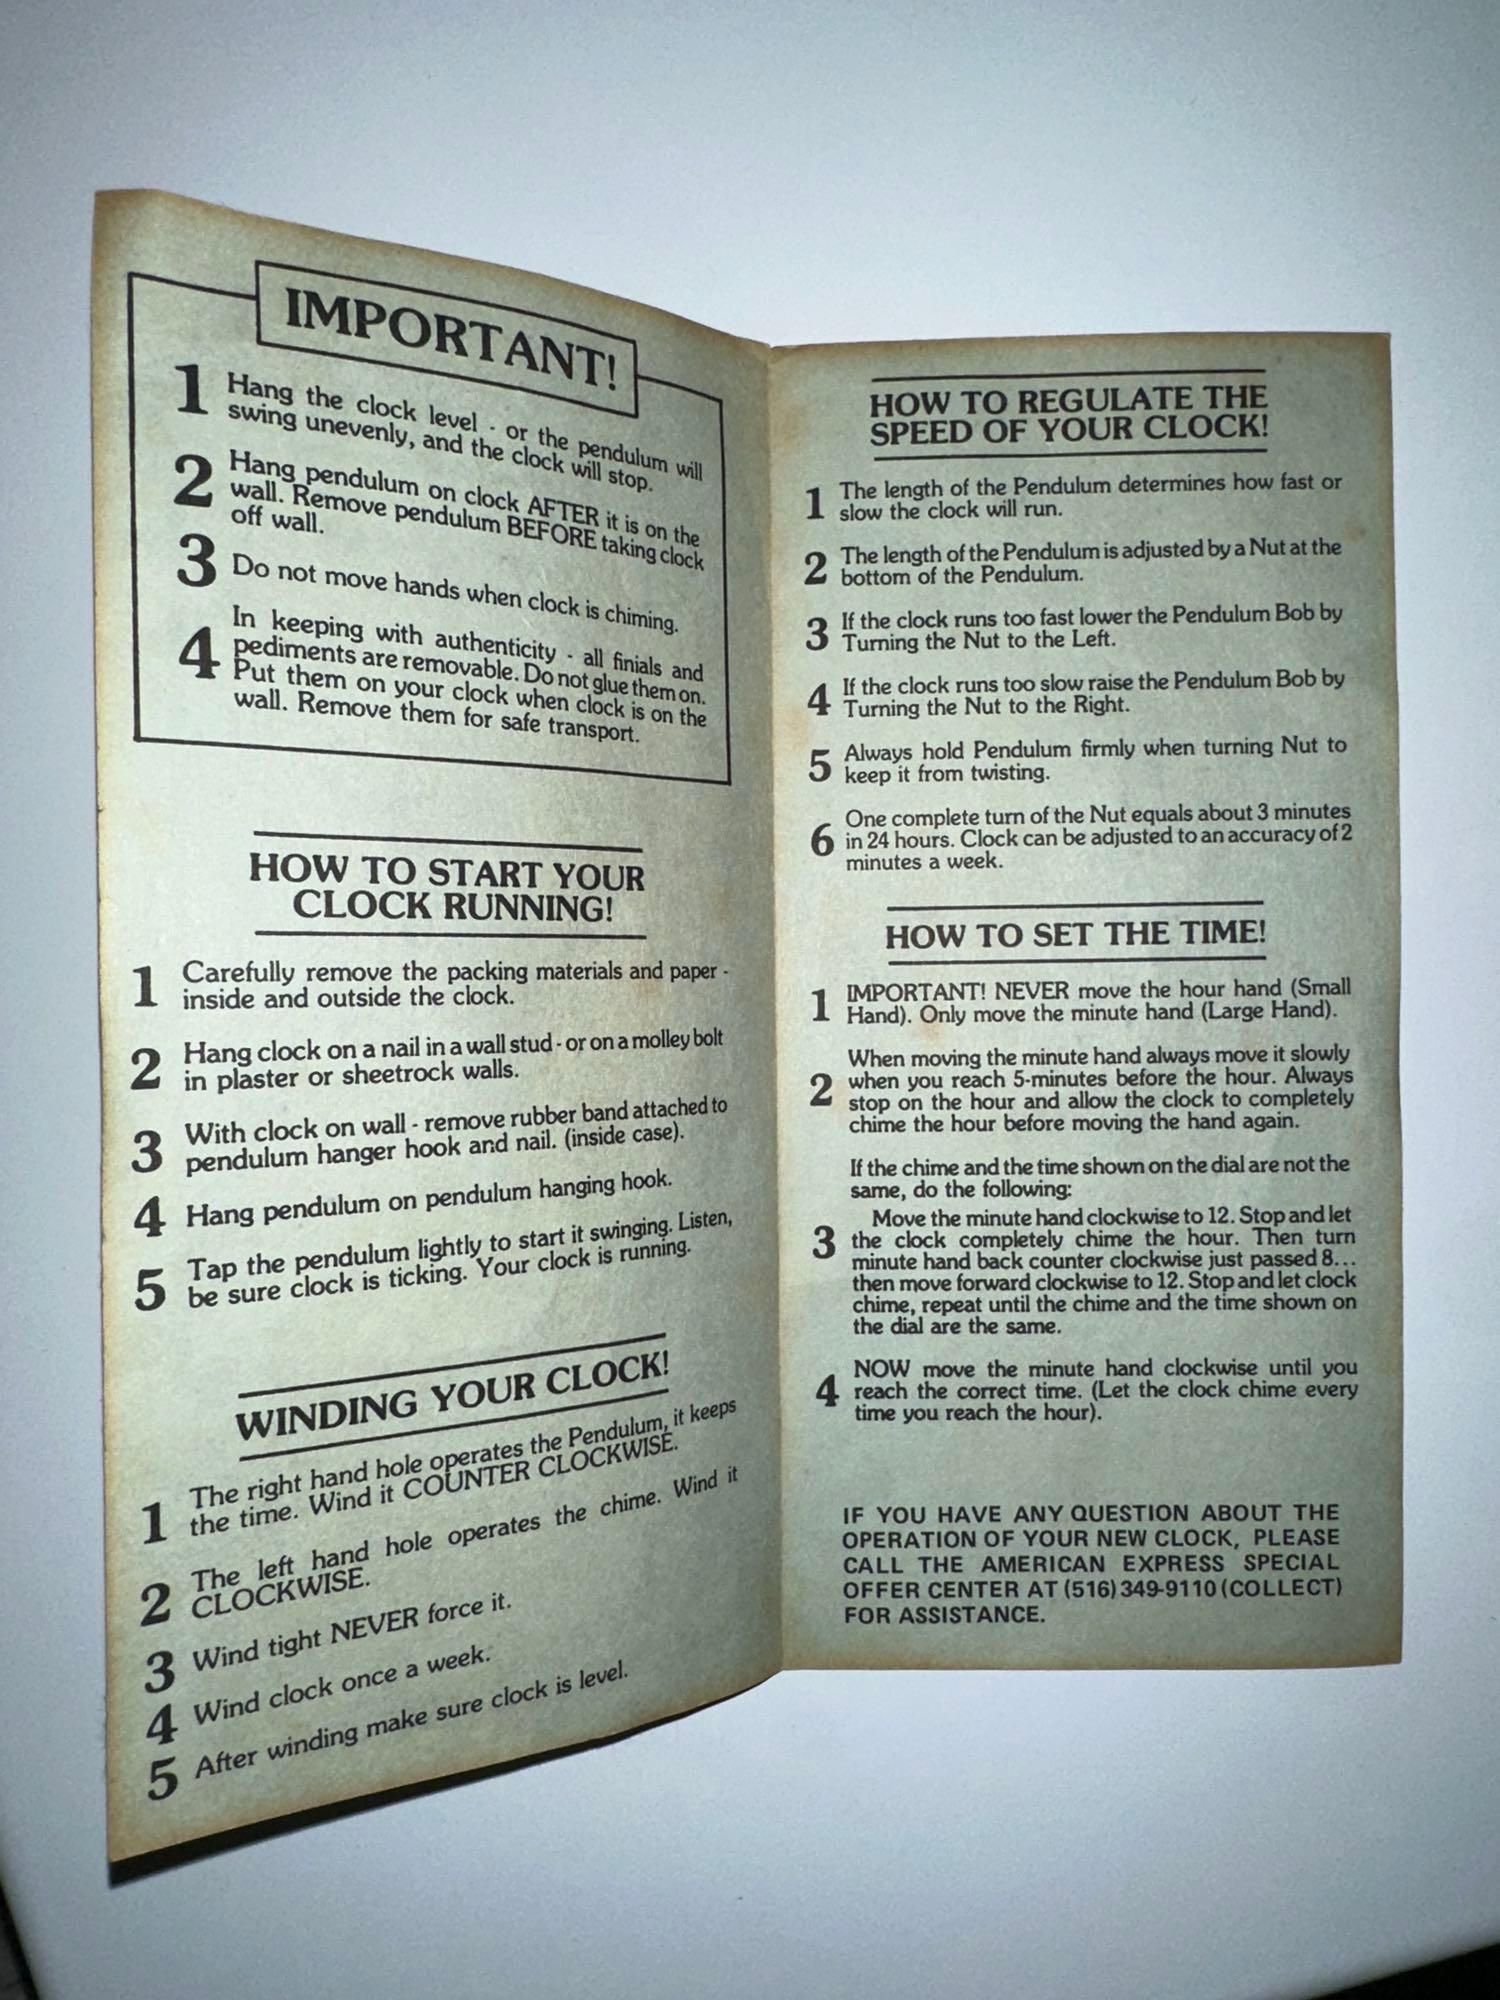 IMPORTANT!
1 Hang the clock level - or the pendulum will
swing unevenly, and the clock will stop.
2 Hang pendulum on clock AFTER it is on the
wall. Remove pendulum BEFORE taking clock
off wall.
3 Do not move hands when clock is chiming.
4 In keeping with authenticity - all finials and
pediments are removable. Do not glue them on.
Put them on your clock when clock is on the
wall. Remove them for safe transport.
HOW TO START YOUR
CLOCK RUNNING!
1 Carefully remove the packing materials and paper -
inside and outside the clock.
2 Hang clock on a nail in a wall stud - or on a molley bolt
in plaster or sheetrock walls.
3 With clock on wall - remove rubber band attached to
pendulum hanger hook and nail. (inside case).
4 Hang pendulum on pendulum hanging hook.
5 Tap the pendulum lightly to start it swinging. Listen,
be sure clock is ticking. Your clock is running.
WINDING YOUR CLOCK!
1 The right hand hole operates the Pendulum, it keeps
the time. Wind it COUNTER CLOCKWISE.
2 The left hand hole operates the chime. Wind it
CLOCKWISE.
3 Wind tight NEVER force it.
4 Wind clock once a week.
5 After winding make sure clock is level.
HOW TO REGULATE THE
SPEED OF YOUR CLOCK!
1 The length of the Pendulum determines how fast or
slow the clock will run.
2 The length of the Pendulum is adjusted by a Nut at the
bottom of the Pendulum.
3 If the clock runs too fast lower the Pendulum Bob by
Turning the Nut to the Left.
4 If the clock runs too slow raise the Pendulum Bob by
Turning the Nut to the Right.
5 Always hold Pendulum firmly when turning Nut to
keep it from twisting.
6 One complete turn of the Nut equals about 3 minutes
in 24 hours. Clock can be adjusted to an accuracy of 2
minutes a week.
HOW TO SET THE TIME!
1 IMPORTANT! NEVER move the hour hand (Small
Hand). Only move the minute hand (Large Hand).
2 When moving the minute hand always move it slowly
when you reach 5-minutes before the hour. Always
stop on the hour and allow the clock to completely
chime the hour before moving the hand again.
3 If the chime and the time shown on the dial are not the
same, do the following:
Move the minute hand clockwise to 12. Stop and let
the clock completely chime the hour. Then turn
minute hand back counter clockwise just passed 8...
then move forward clockwise to 12. Stop and let clock
chime, repeat until the chime and the time shown on
the dial are the same.
4 NOW move the minute hand clockwise until you
reach the correct time. (Let the clock chime every
time you reach the hour).
IF YOU HAVE ANY QUESTION ABOUT THE
OPERATION OF YOUR NEW CLOCK, PLEASE
CALL THE AMERICAN EXPRESS SPECIAL
OFFER CENTER AT (516) 349-9110 (COLLECT)
FOR ASSISTANCE.